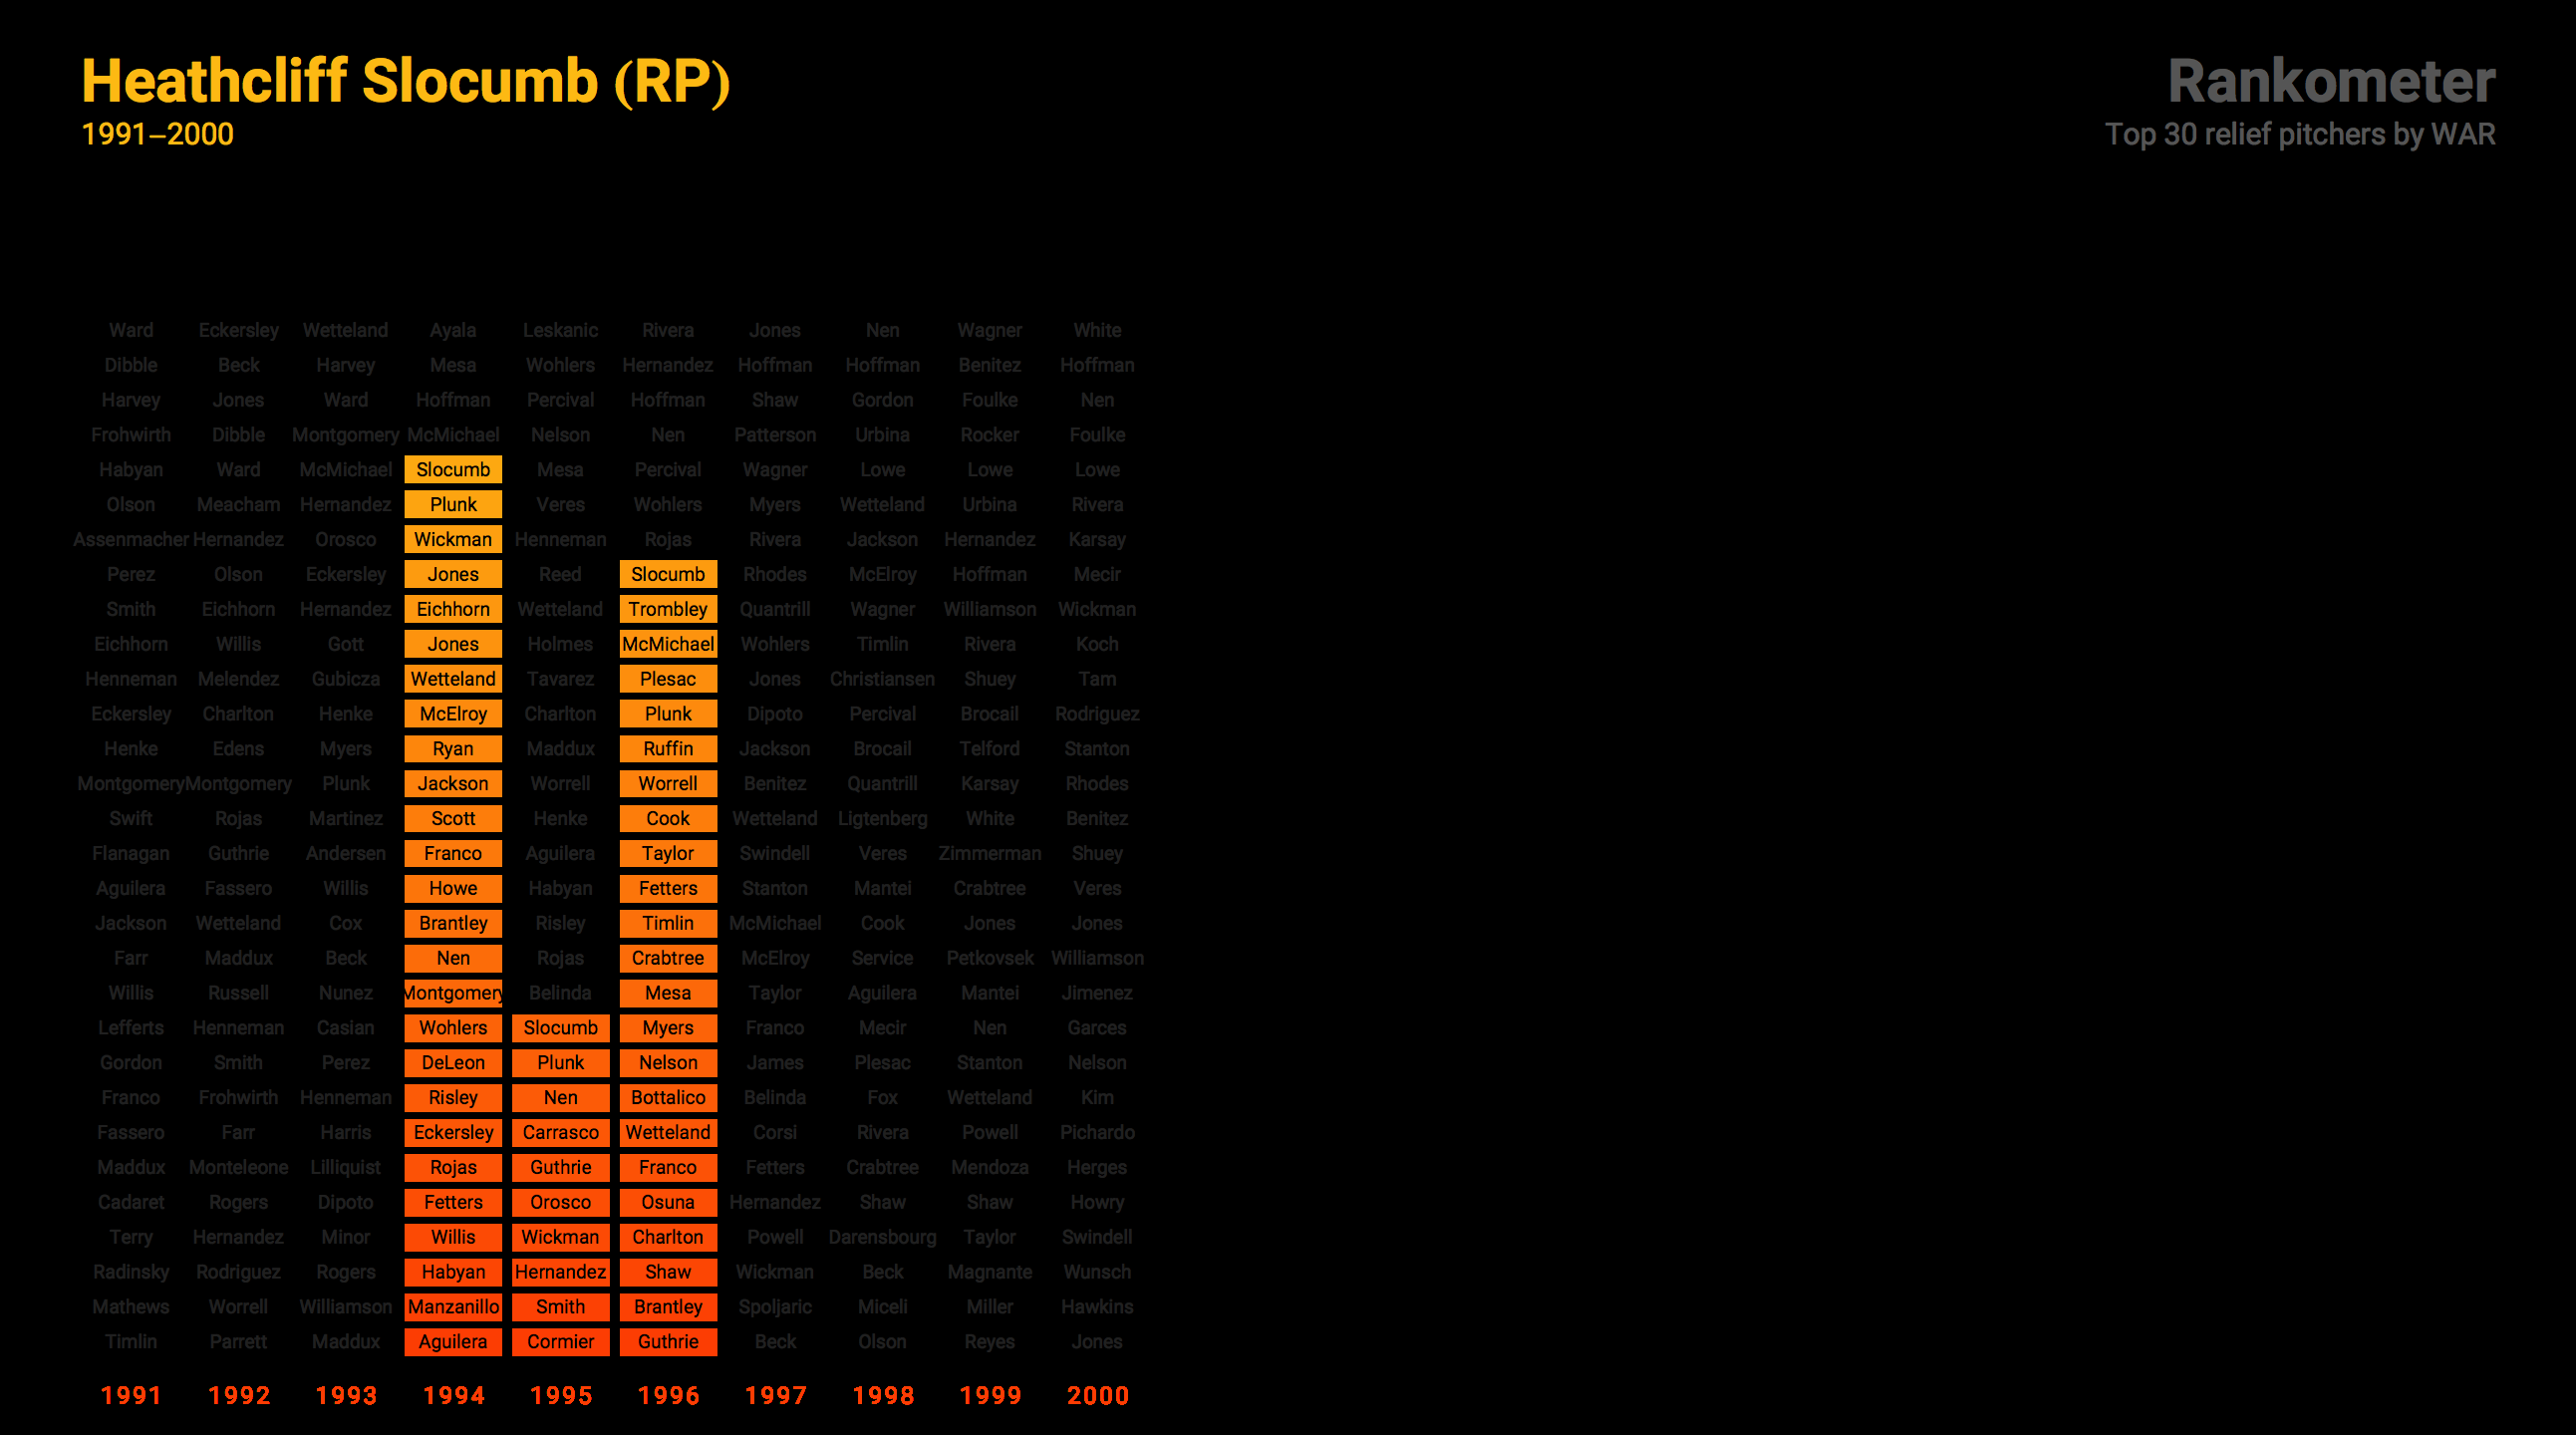 Heathcliff Slocumb (RP)
1991–2000
Rankometer
Top 30 relief pitchers by WAR
Ward Eckersley Wetteland Ayala Leskanic Rivera Jones Nen Wagner White
Dibble Beck Harvey Mesa Wohlers Hernandez Hoffman Hoffman Benitez Hoffman
Harvey Jones Ward Hoffman Percival Hoffman Shaw Gordon Foulke Nen
Frohwirth Dibble Montgomery McMichael Nelson Nen Patterson Urbina Rocker Foulke
Habyan Ward McMichael Slocumb Mesa Percival Wagner Lowe Lowe Lowe
Olson Meacham Hernandez Plunk Veres Wohlers Myers Wetteland Urbina Rivera
Assenmacher Hernandez Orosco Wickman Henneman Rojas Rivera Jackson Hernandez Karsay
Perez Olson Eckersley Jones Reed Slocumb Rhodes McElroy Hoffman Mecir
Smith Eichhorn Hernandez Eichhorn Wetteland Trombley Quantrill Wagner Williamson Wickman
Eichhorn Willis Gott Jones Holmes McMichael Wohlers Timlin Rivera Koch
Henneman Melendez Gubicza Wetteland Tavarez Plesac Jones Christiansen Shuey Tam
Eckersley Charlton Henke McElroy Charlton Plunk Dipoto Percival Brocail Rodriguez
Henke Edens Myers Ryan Maddux Ruffin Jackson Brocail Telford Stanton
Montgomery Montgomery Plunk Jackson Worrell Worrell Benitez Quantrill Karsay Rhodes
Swift Rojas Martinez Scott Henke Cook Wetteland Ligtenberg White Benitez
Flanagan Guthrie Andersen Franco Aguilera Taylor Swindell Veres Zimmerman Shuey
Aguilera Fassero Willis Howe Habyan Fetters Stanton Mantei Crabtree Veres
Jackson Wetteland Cox Brantley Risley Timlin McMichael Cook Jones Jones
Farr Maddux Beck Nen Rojas Crabtree McElroy Service Petkovsek Williamson
Willis Russell Nunez Montgomery Belinda Mesa Taylor Aguilera Mantei Jimenez
Lefferts Henneman Casian Wohlers Slocumb Myers Franco Mecir Nen Garces
Gordon Smith Perez DeLeon Plunk Nelson James Plesac Stanton Nelson
Franco Frohwirth Henneman Risley Nen Bottalico Belinda Fox Wetteland Kim
Fassero Farr Harris Eckersley Carrasco Wetteland Corsi Rivera Powell Pichardo
Maddux Monteleone Lilliquist Rojas Guthrie Franco Fetters Crabtree Mendoza Herges
Cadaret Rogers Dipoto Fetters Orosco Osuna Hernandez Shaw Shaw Howry
Terry Hernandez Minor Willis Wickman Charlton Powell Darensbourg Taylor Swindell
Radinsky Rodriguez Rogers Habyan Hernandez Shaw Wickman Beck Magnante Wunsch
Mathews Worrell Williamson Manzanillo Smith Brantley Spoljaric Miceli Miller Hawkins
Timlin Parrett Maddux Aguilera Cormier Guthrie Beck Olson Reyes Jones
1991 1992 1993 1994 1995 1996 1997 1998 1999 2000